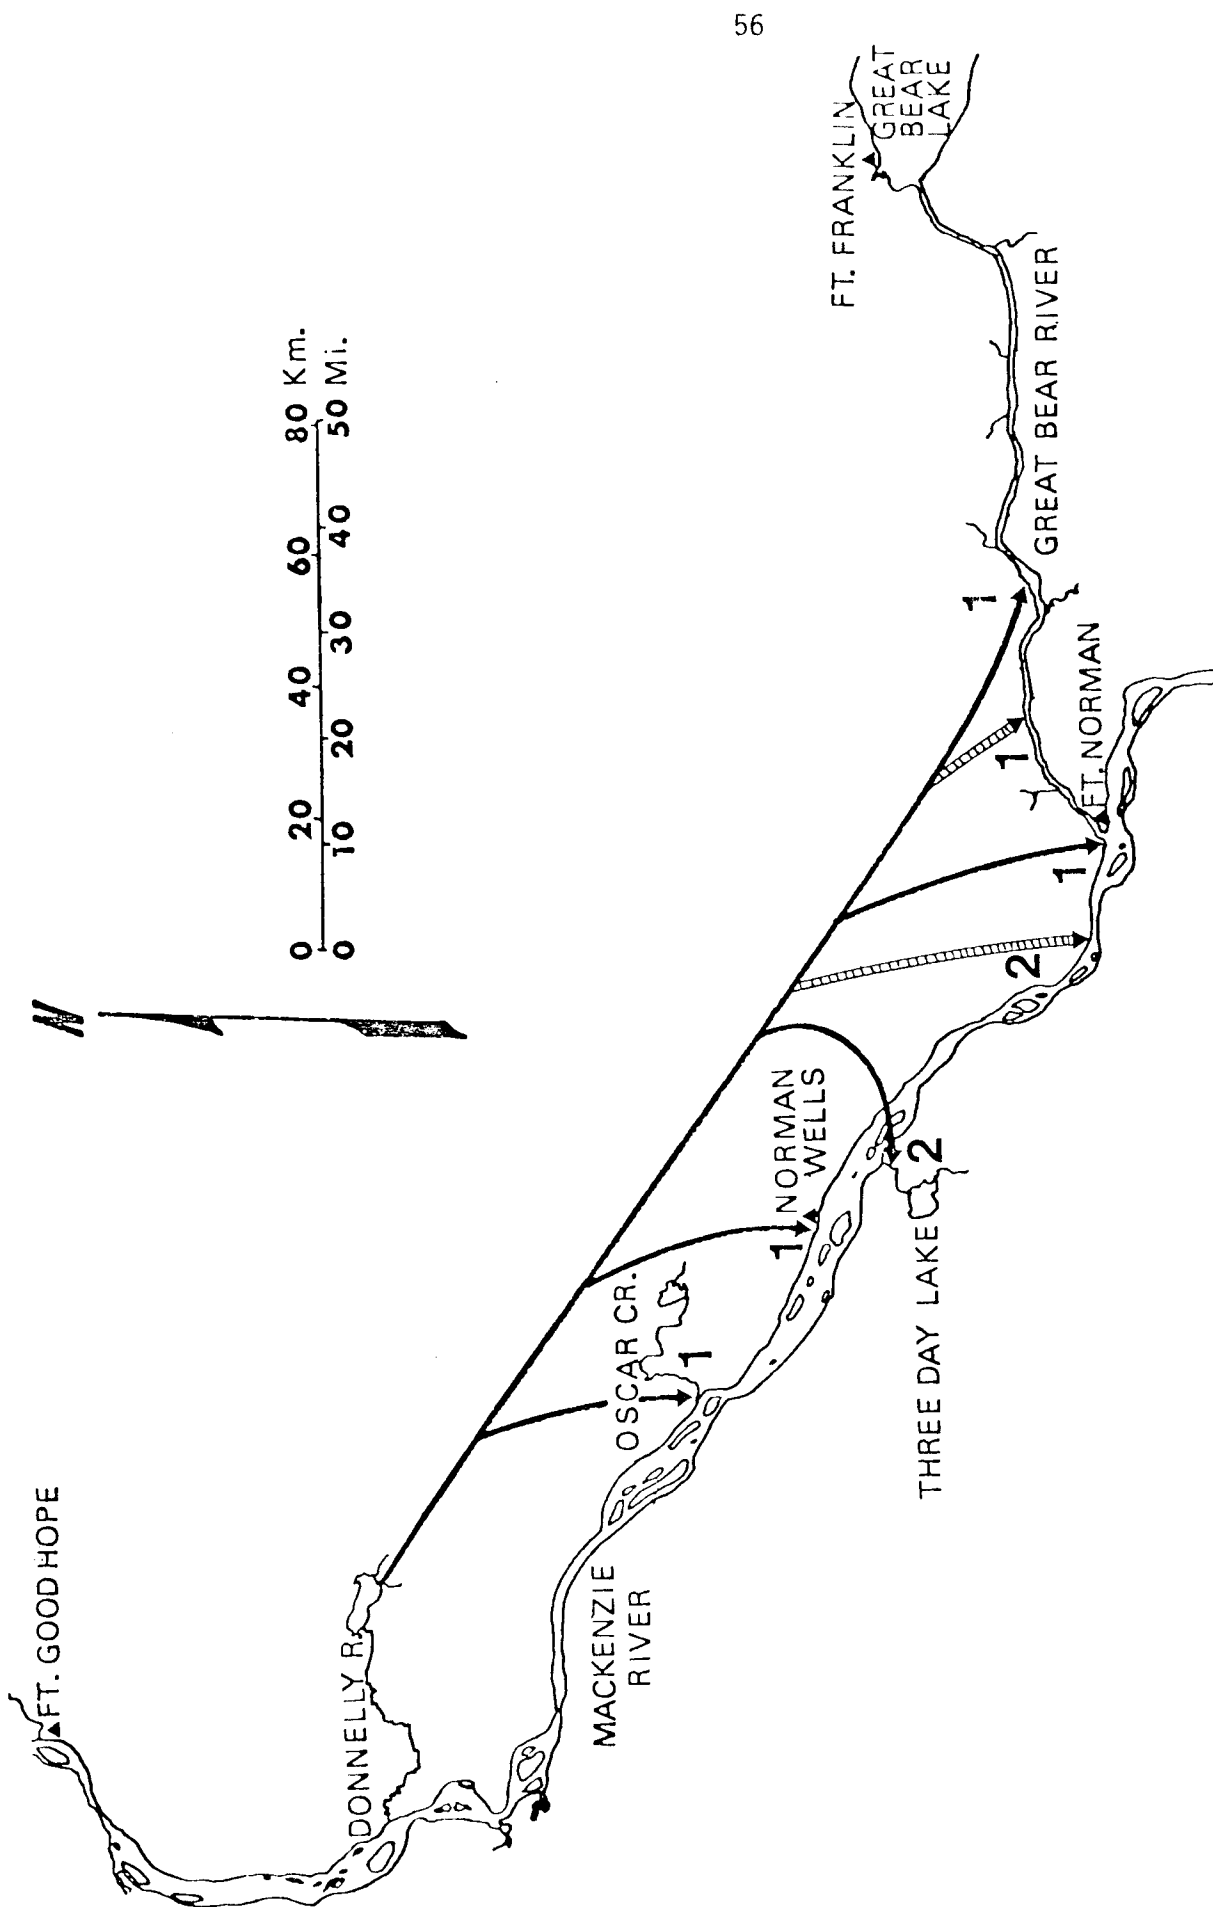 56
N
0 20 40 60 80 Km.
0 10 20 30 40 50 Mi.
FT. GOOD HOPE
DONNELLY R.
MACKENZIE
RIVER
OSCAR CR.
1
NORMAN
WELLS
1
THREE DAY LAKE
2
2
1
FT. NORMAN
1
1
GREAT BEAR RIVER
FT. FRANKLIN
GREAT
BEAR
LAKE